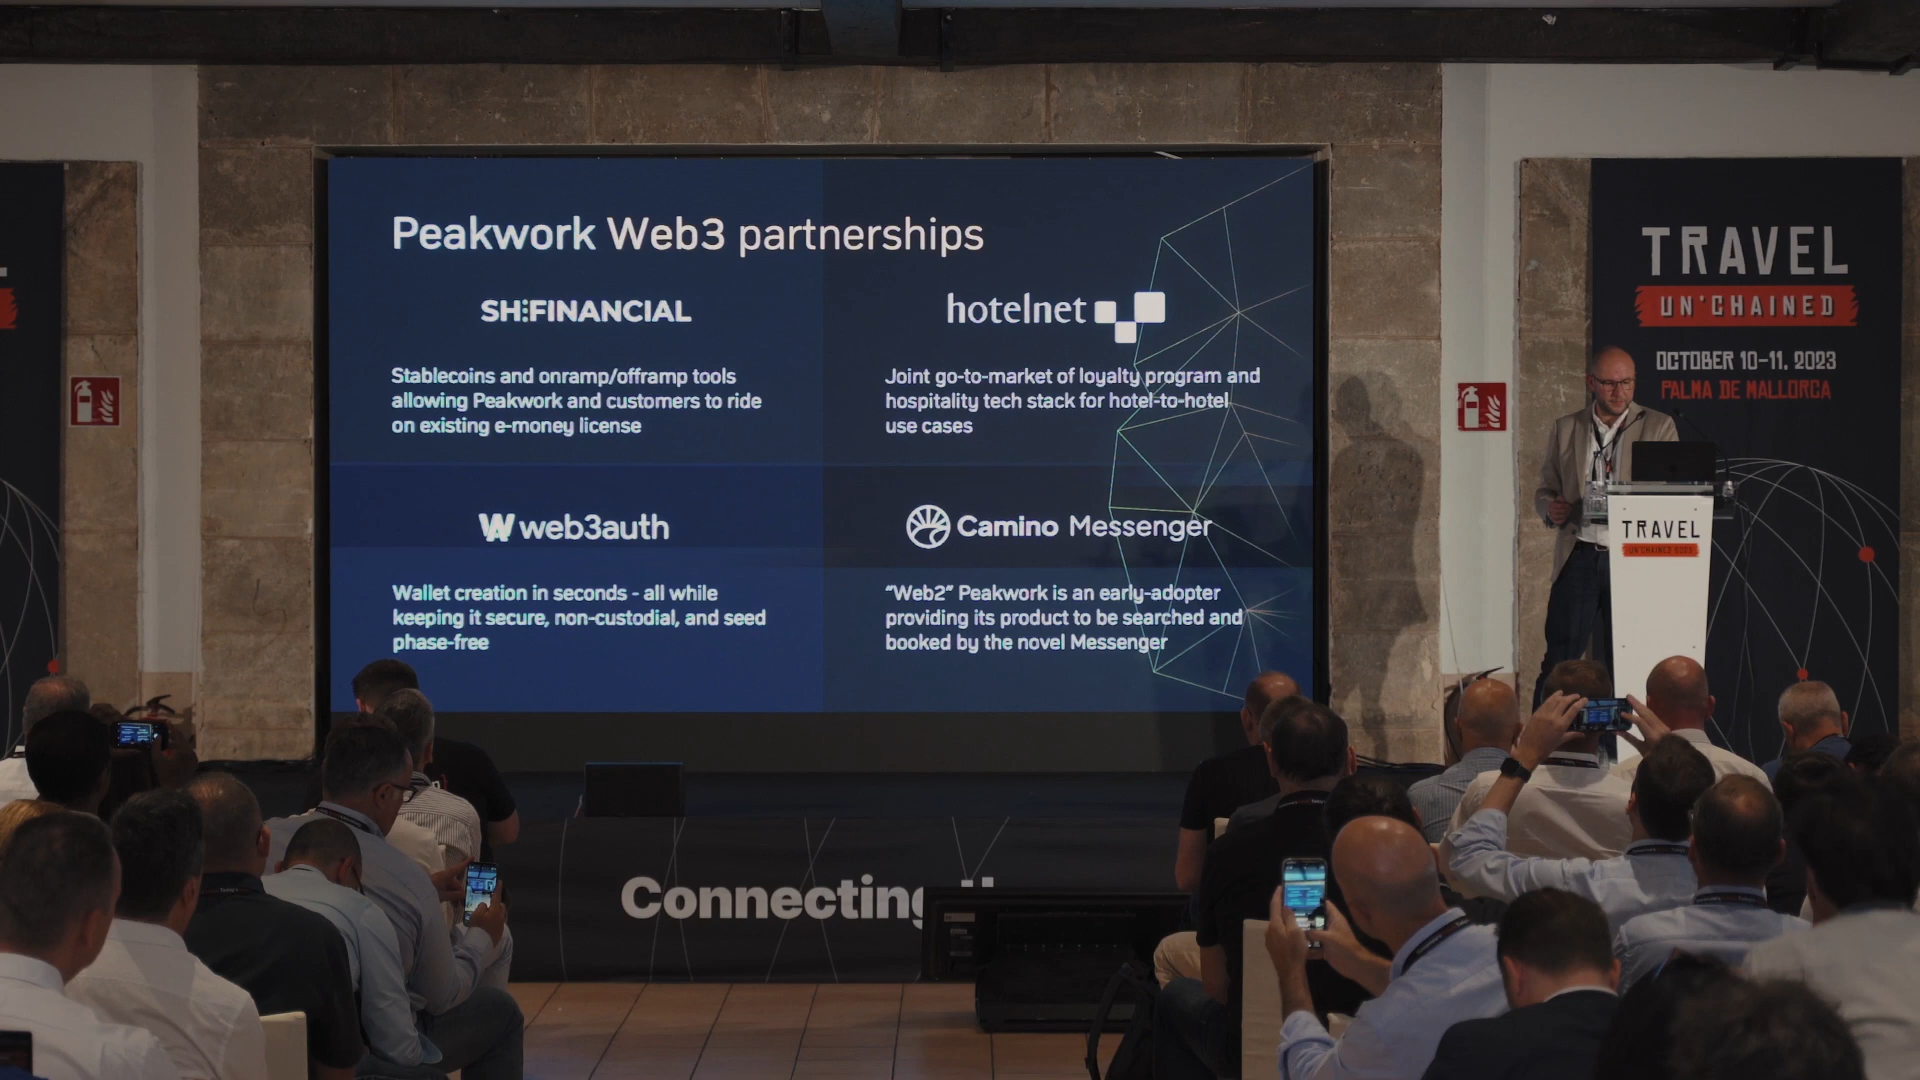 Peakwork Web3 partnerships
SH:FINANCIAL
Stablecoins and onramp/offramp tools
allowing Peakwork and customers to ride
on existing e-money license
hotelnet
Joint go-to-market of loyalty program and
hospitality tech stack for hotel-to-hotel
use cases
web3auth
Wallet creation in seconds - all while
keeping it secure, non-custodial, and seed
phase-free
Camino Messenger
“Web2” Peakwork is an early-adopter
providing its product to be searched and
booked by the novel Messenger
TRAVEL
UN'CHAINED
OCTOBER 10-11. 2023
PALMA DE MALLORCA
TRAVEL
UN'CHAINED 2023
Connecting